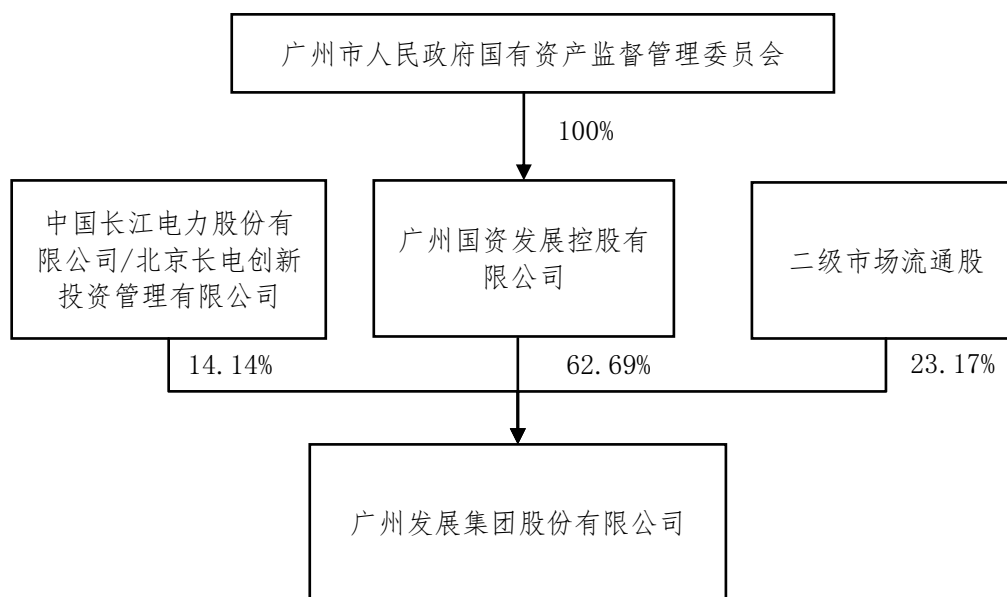 广州市人民政府国有资产监督管理委员会
100%
中国长江电力股份有
限公司/北京长电创新
投资管理有限公司
广州国资发展控股有
限公司
二级市场流通股
14.14%
62.69%
23.17%
广州发展集团股份有限公司